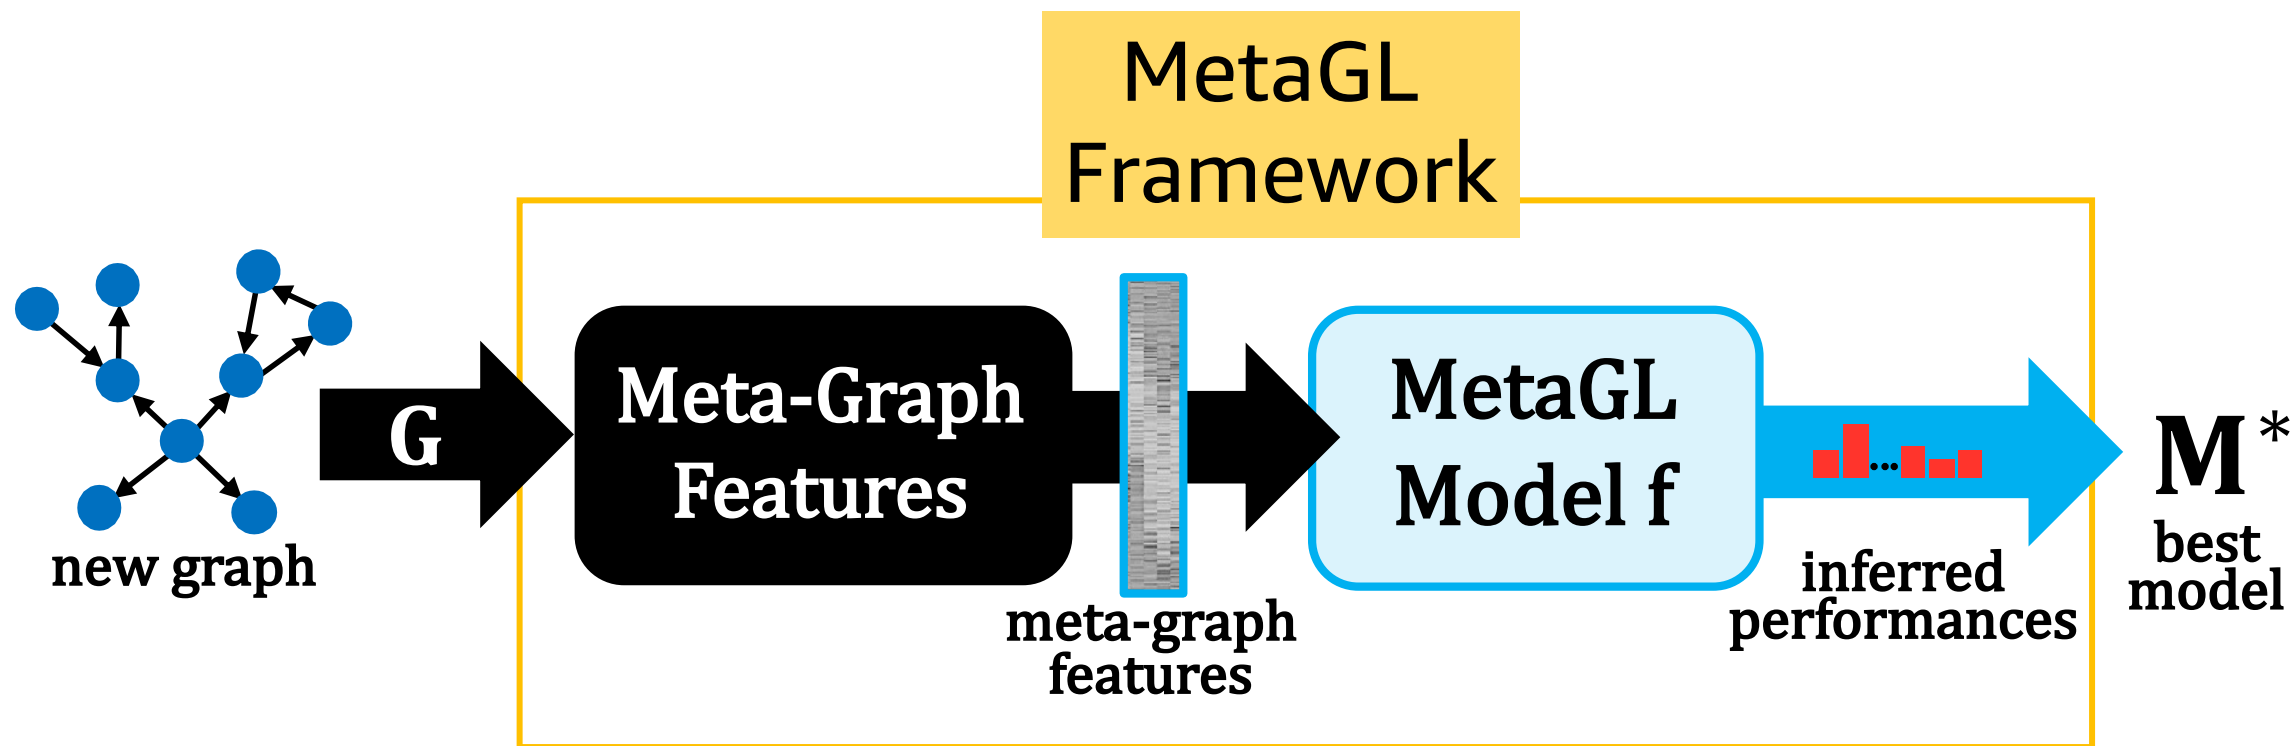 MetaGL
Framework
new graph
G
Meta-Graph
Features
meta-graph
features
MetaGL
Model f
...
inferred
performances
M*
best
model